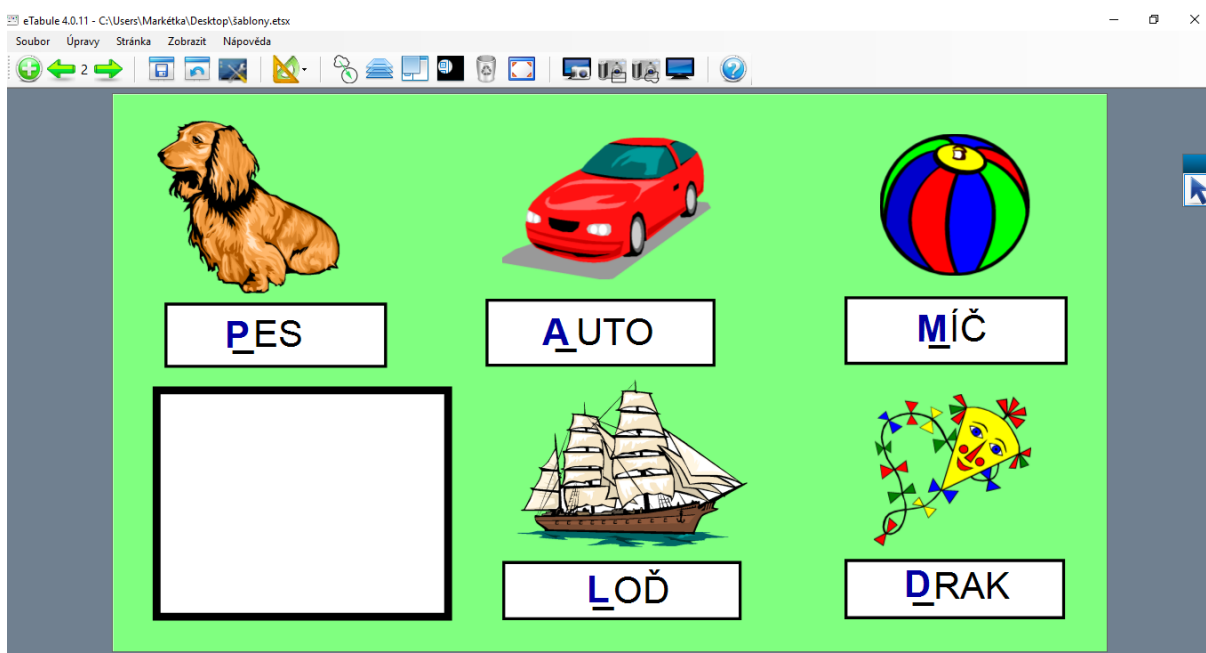 eTabule 4.0.11 - C:\Users\Markétka\Desktop\šablony.etsx
Soubor Úpravy Stránka Zobrazit Nápověda
2
PES
AUTO
MÍČ
LOĎ
DRAK